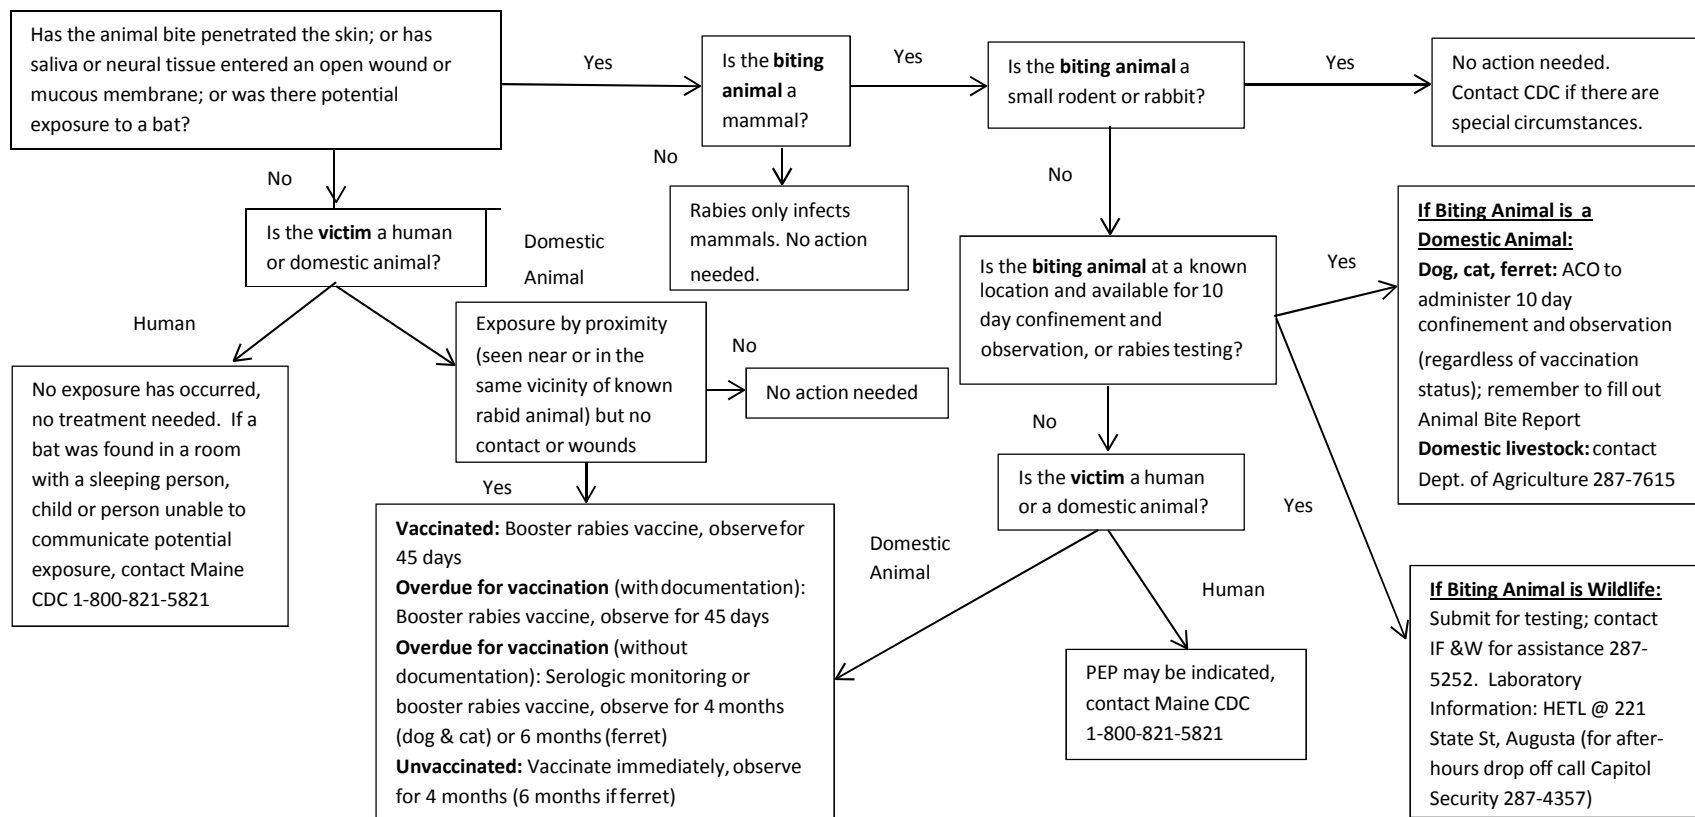 Has the animal bite penetrated the skin; or has
saliva or neural tissue entered an open wound or
mucous membrane; or was there potential
exposure to a bat?
Yes
Is the biting
animal a
mammal?
Yes
Is the biting animal a
small rodent or rabbit?
Yes
No action needed.
Contact CDC if there are
special circumstances.
No
No
No
Is the victim a human
or domestic animal?
Domestic
Animal
Rabies only infects
mammals. No action
needed.
Is the biting animal at a known
location and available for 10
day confinement and
observation, or rabies testing?
Yes
If Biting Animal is a
Domestic Animal:
Dog, cat, ferret: ACO to
administer 10 day
confinement and observation
(regardless of vaccination
status); remember to fill out
Animal Bite Report
Domestic livestock: contact
Dept. of Agriculture 287-7615
Human
Exposure by proximity
(seen near or in the
same vicinity of known
rabid animal) but no
contact or wounds
No
No action needed
No exposure has occurred,
no treatment needed. If a
bat was found in a room
with a sleeping person,
child or person unable to
communicate potential
exposure, contact Maine
CDC 1-800-821-5821
Yes
No
Is the victim a human
or a domestic animal?
Yes
Vaccinated: Booster rabies vaccine, observe for
45 days
Overdue for vaccination (with documentation):
Booster rabies vaccine, observe for 45 days
Overdue for vaccination (without
documentation): Serologic monitoring or
booster rabies vaccine, observe for 4 months
(dog & cat) or 6 months (ferret)
Unvaccinated: Vaccinate immediately, observe
for 4 months (6 months if ferret)
Domestic
Animal
Human
PEP may be indicated,
contact Maine CDC
1-800-821-5821
If Biting Animal is Wildlife:
Submit for testing; contact
IF &W for assistance 287-
5252. Laboratory
Information: HETL @ 221
State St, Augusta (for after-
hours drop off call Capitol
Security 287-4357)